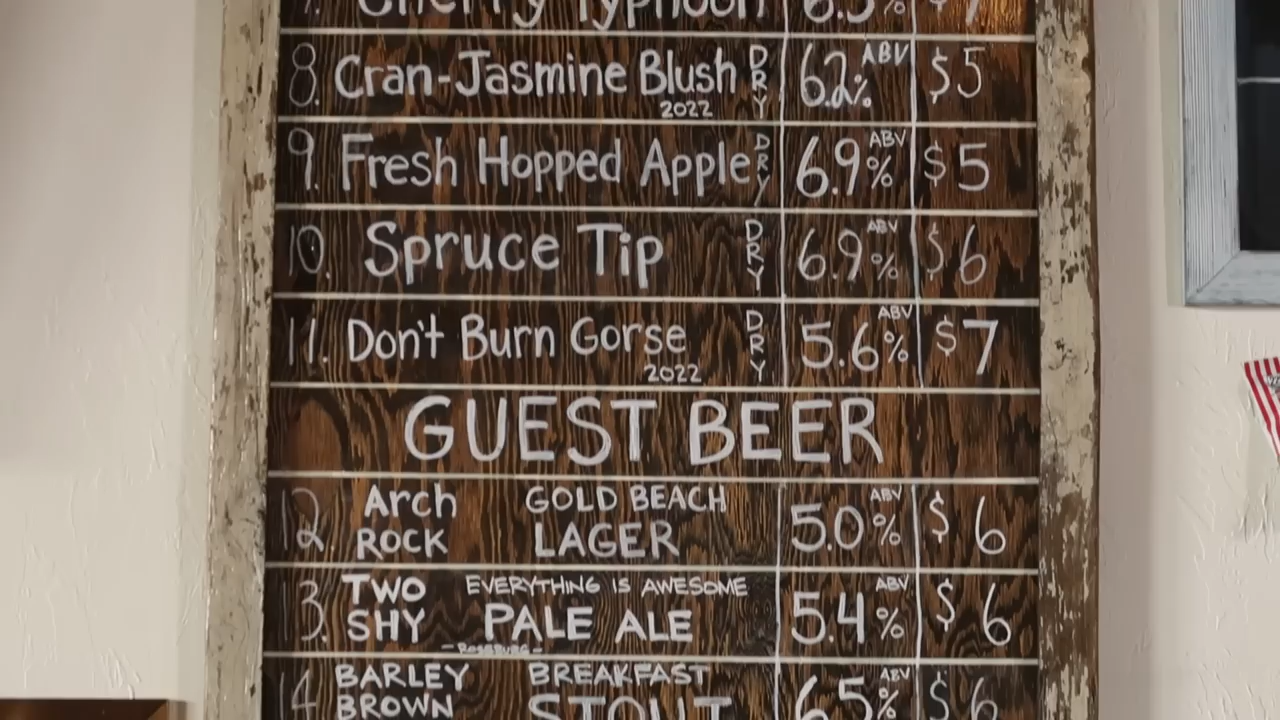 7. Cherry Typhoon 6.5% $7
8. Cran-Jasmine Blush 2022 DRY 6.2% ABV $5
9. Fresh Hopped Apple DRY 6.9% ABV $5
10. Spruce Tip DRY 6.9% ABV $6
11. Don't Burn Gorse 2022 DRY 5.6% ABV $7
GUEST BEER
12 Arch ROCK GOLD BEACH LAGER 5.0% ABV $6
13. TWO SHY - ROSEBURG - EVERYTHING IS AWESOME PALE ALE 5.4% ABV $6
14 BARLEY BROWN BREAKFAST STOUT 6.5% ABV $6